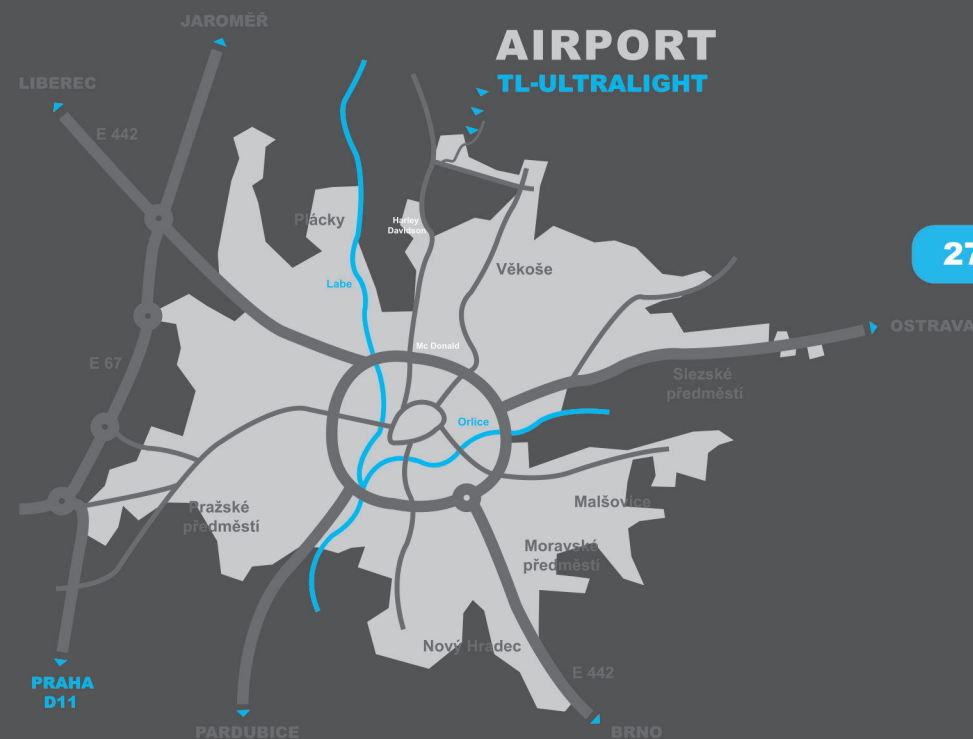 JAROMĚŘ
AIRPORT
TL-ULTRALIGHT
LIBEREC
E 442
Plácky
Harley
Davidson
Věkoše
27
Labe
OSTRAVA
Mc Donald
E 67
Slezské
předměstí
Orlice
Malšovice
Pražské
předměstí
Moravské
předměstí
Nový Hradec
E 442
PRAHA
D11
PARDUBICE
BRNO